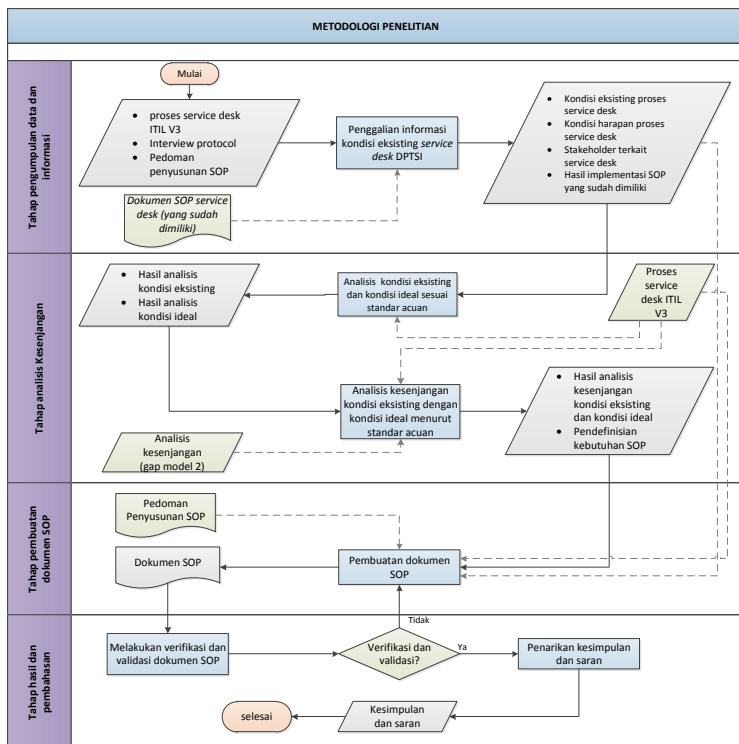 METODOLOGI PENELITIAN
Tahap pengumpulan data dan
informasi
Mulai
• proses service desk
ITIL V3
• Interview protocol
• Pedoman
penyusunan SOP
Penggalian informasi
kondisi eksisting service
desk DPTSI
• Kondisi eksisting proses
service desk
• Kondisi harapan proses
service desk
• Stakeholder terkait
service desk
• Hasil implementasi SOP
yang sudah dimiliki
Dokumen SOP service
desk (yang sudah
dimiliki)
Tahap analisis Kesenjangan
• Hasil analisis
kondisi eksisting
• Hasil analisis
kondisi ideal
Analisis kondisi eksisting
dan kondisi ideal sesuai
standar acuan
Proses
service
desk ITIL
V3
Analisis kesenjangan
kondisi eksisting dengan
kondisi ideal menurut
standar acuan
• Hasil analisis
kesenjangan
kondisi eksisting
dan kondisi ideal
• Pendefinisian
kebutuhan SOP
Analisis
kesenjangan
(gap model 2)
Tahap pembuatan
dokumen SOP
Pedoman
Penyusunan SOP
Dokumen SOP
Pembuatan dokumen
SOP
Tahap hasil dan
pembahasan
Tidak
Melakukan verifikasi dan
validasi dokumen SOP
Verifikasi dan
validasi?
Ya
Penarikan kesimpulan
dan saran
selesai
Kesimpulan
dan saran